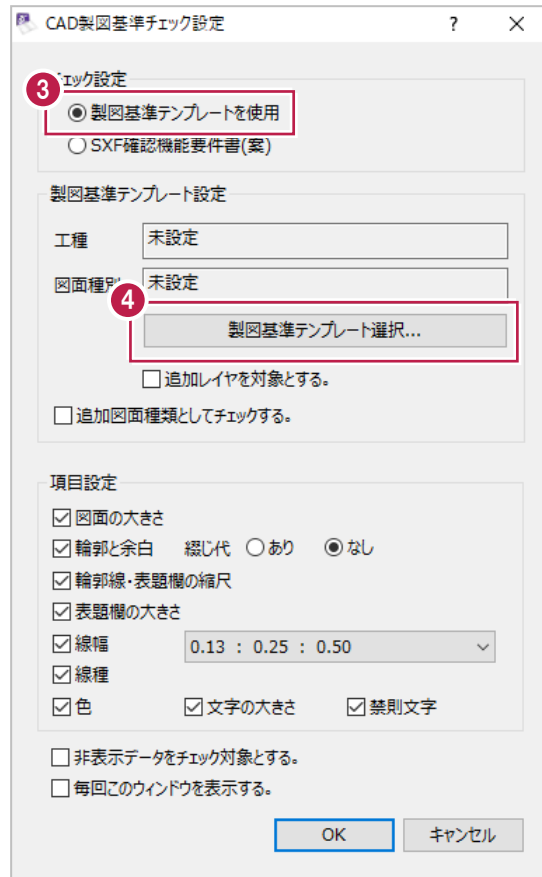 CAD製図基準チェック設定 ? ×
3
チェック設定
製図基準テンプレートを使用
SXF確認機能要件書(案)
製図基準テンプレート設定
工種 未設定
図面種別 未設定
4
製図基準テンプレート選択...
追加レイヤを対象とする。
追加図面種類としてチェックする。
項目設定
図面の大きさ
輪郭と余白 綴じ代 あり なし
輪郭線・表題欄の縮尺
表題欄の大きさ
線幅 0.13 : 0.25 : 0.50
線種
色 文字の大きさ 禁則文字
非表示データをチェック対象とする。
毎回このウィンドウを表示する。
OK キャンセル